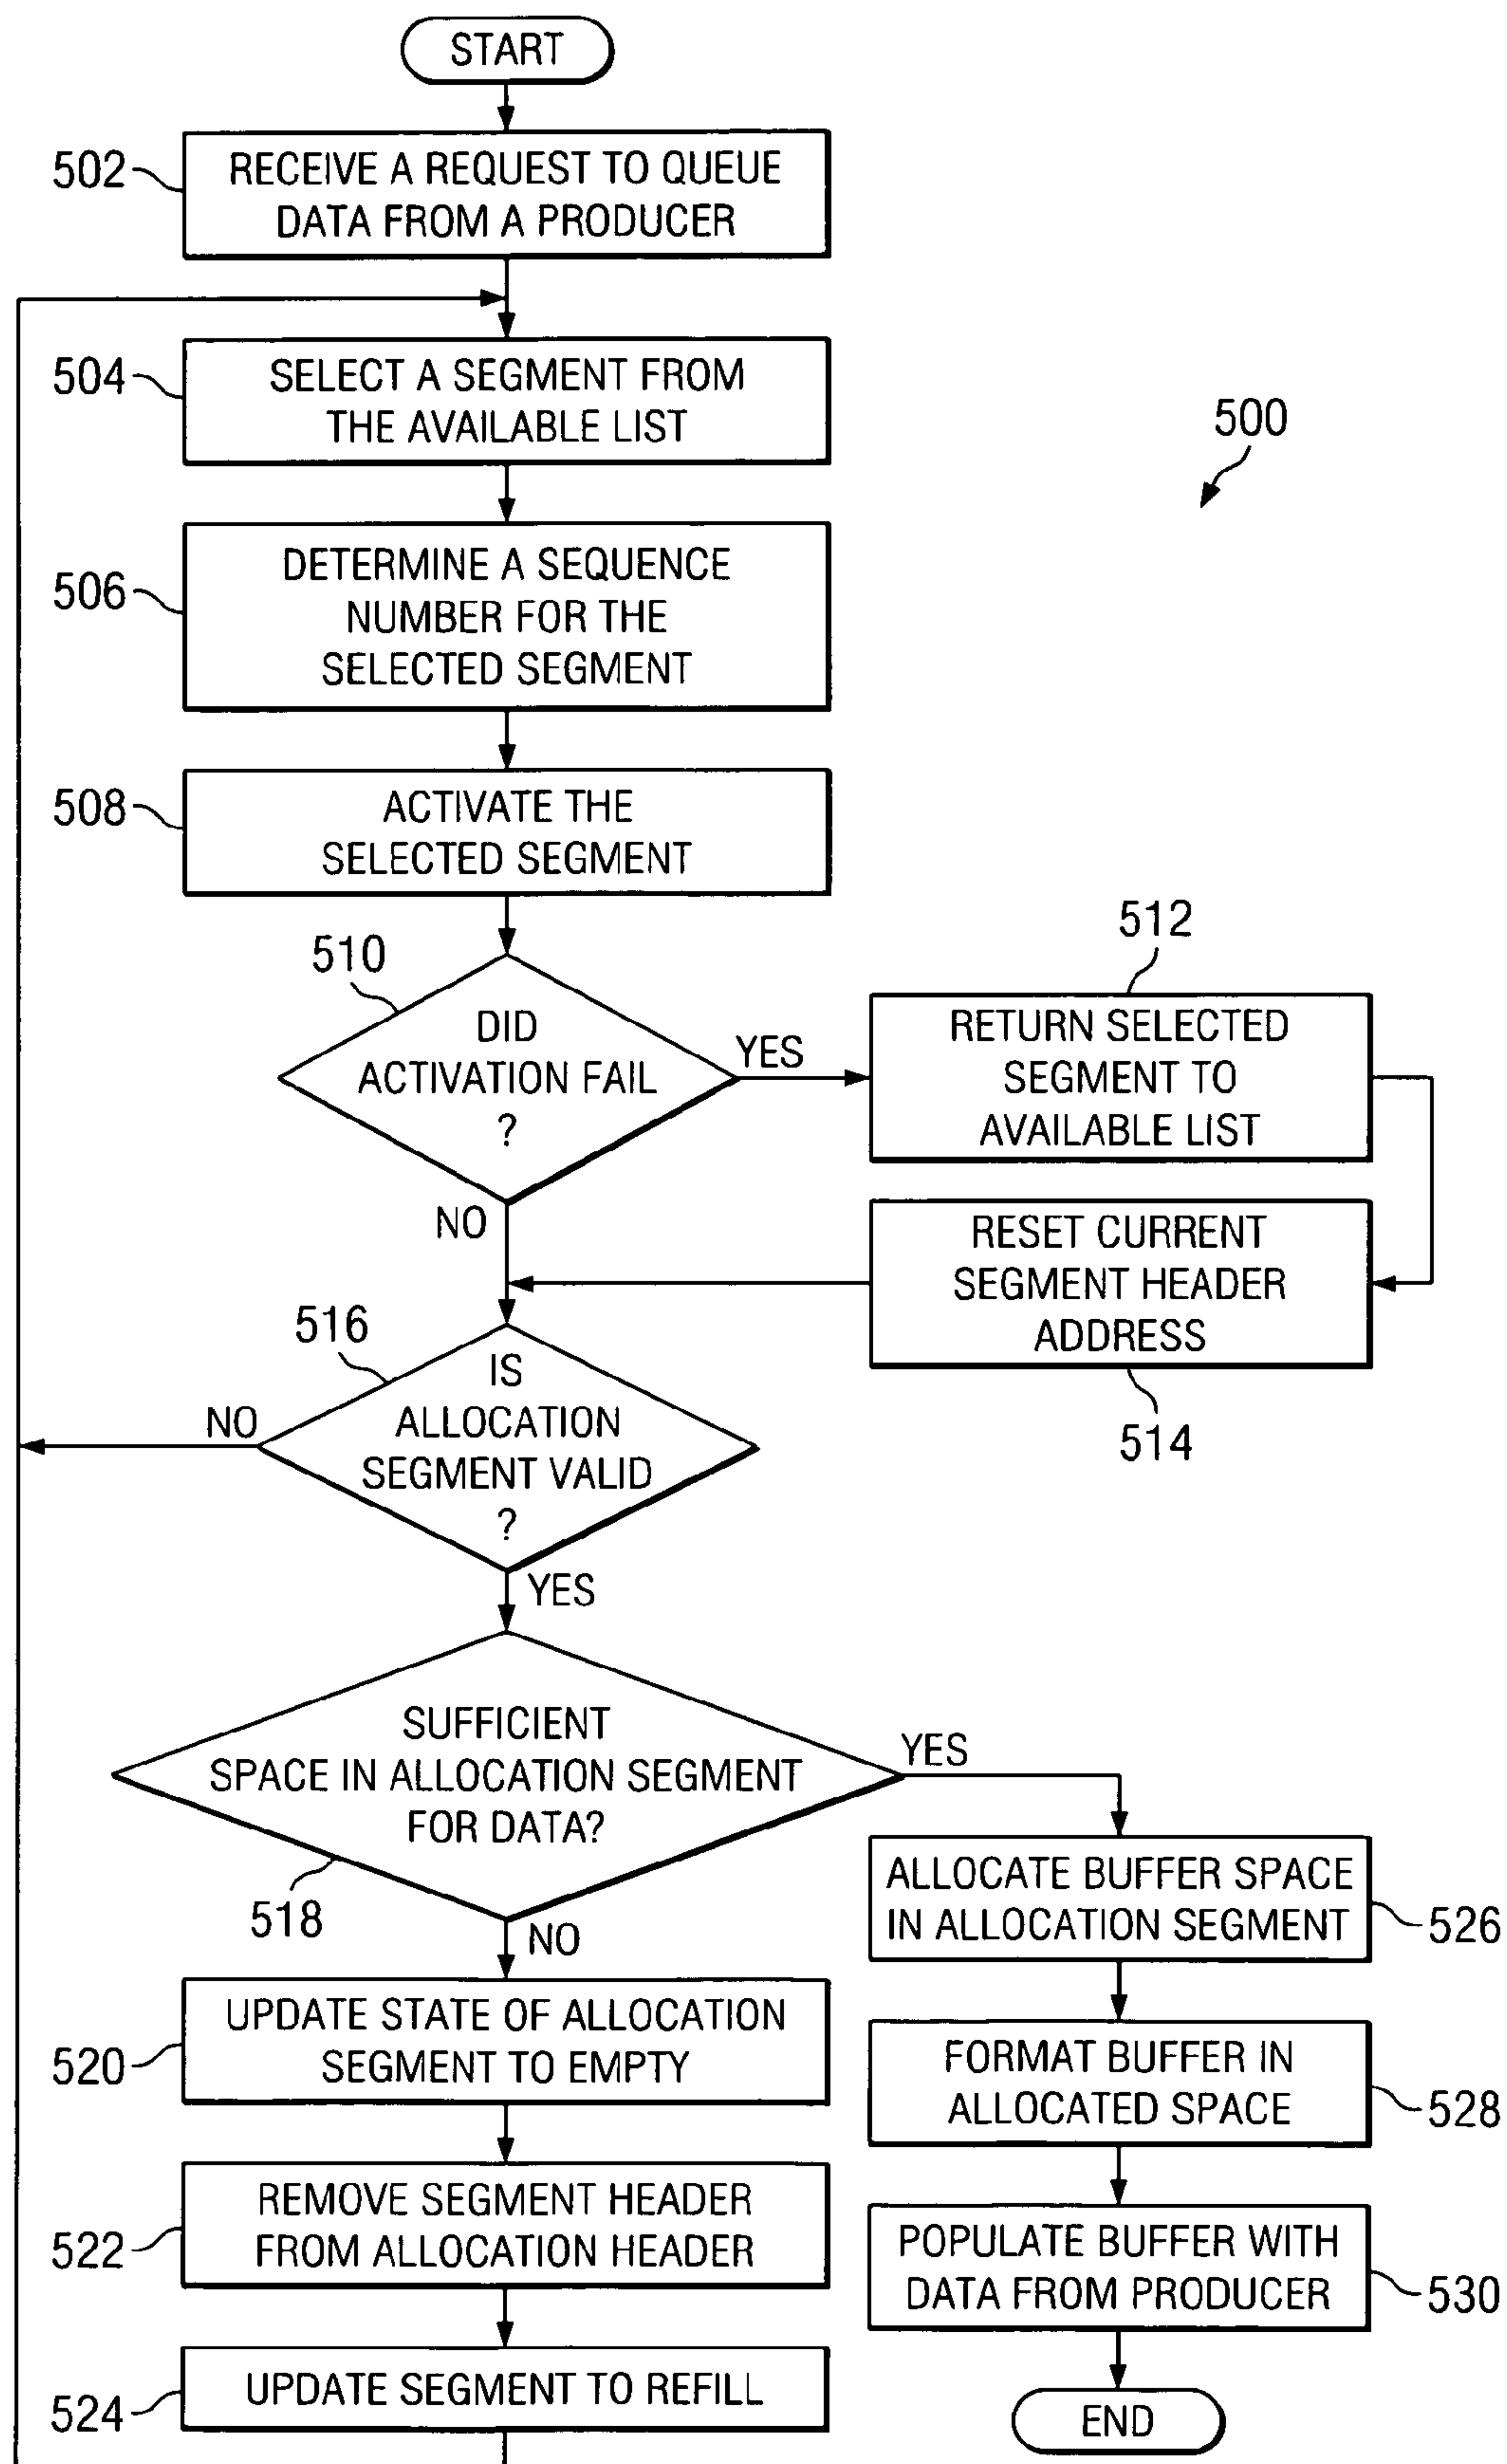 START
502
RECEIVE A REQUEST TO QUEUE
DATA FROM A PRODUCER
504
SELECT A SEGMENT FROM
THE AVAILABLE LIST
500
506
DETERMINE A SEQUENCE
NUMBER FOR THE
SELECTED SEGMENT
508
ACTIVATE THE
SELECTED SEGMENT
510
DID
ACTIVATION FAIL
?
YES
NO
512
RETURN SELECTED
SEGMENT TO
AVAILABLE LIST
RESET CURRENT
SEGMENT HEADER
ADDRESS
514
516
IS
ALLOCATION
SEGMENT VALID
?
NO
YES
SUFFICIENT
SPACE IN ALLOCATION SEGMENT
FOR DATA?
518
YES
NO
520
UPDATE STATE OF ALLOCATION
SEGMENT TO EMPTY
522
REMOVE SEGMENT HEADER
FROM ALLOCATION HEADER
524
UPDATE SEGMENT TO REFILL
ALLOCATE BUFFER SPACE
IN ALLOCATION SEGMENT
526
FORMAT BUFFER IN
ALLOCATED SPACE
528
POPULATE BUFFER WITH
DATA FROM PRODUCER
530
END